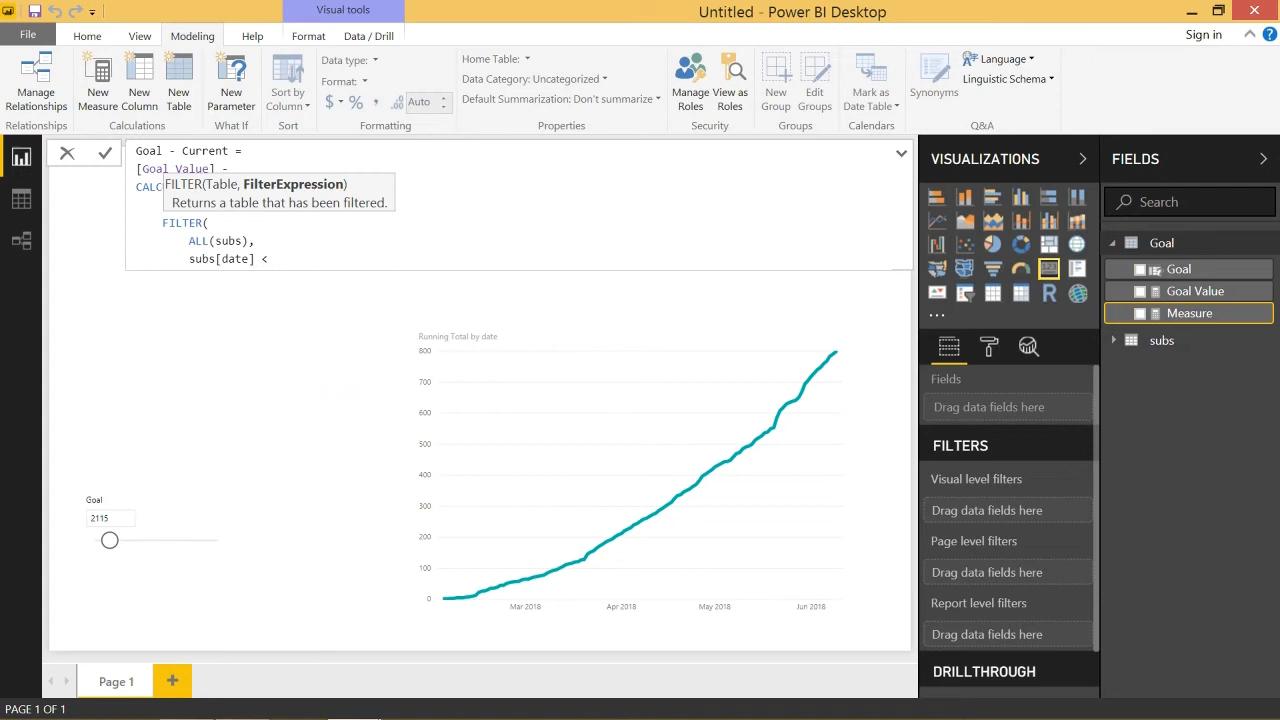 Visual tools
Untitled - Power BI Desktop
File
Home
View
Modeling
Help
Format
Data / Drill
Sign in
Manage
Relationships
New
Measure
New
Column
New
Table
New
Parameter
Sort by
Column
Data type:
Format:
$ % , Auto
Home Table:
Data Category: Uncategorized
Default Summarization: Don't summarize
Manage
Roles
View as
Roles
New
Group
Edit
Groups
Mark as
Date Table
Synonyms
Language
Linguistic Schema
Relationships
Calculations
What If
Sort
Formatting
Properties
Security
Groups
Calendars
Q&A
Goal - Current =
[Goal Value] -
CALC
FILTER(Table, FilterExpression)
Returns a table that has been filtered.
FILTER(
ALL(subs),
subs[date] <
Running Total by date
800
700
600
500
400
300
200
100
0
Mar 2018
Apr 2018
May 2018
Jun 2018
Goal
2115
VISUALIZATIONS
R
...
Fields
Drag data fields here
FILTERS
Visual level filters
Drag data fields here
Page level filters
Drag data fields here
Report level filters
Drag data fields here
DRILLTHROUGH
FIELDS
Search
Goal
Goal
Goal Value
Measure
subs
Page 1
+
PAGE 1 OF 1